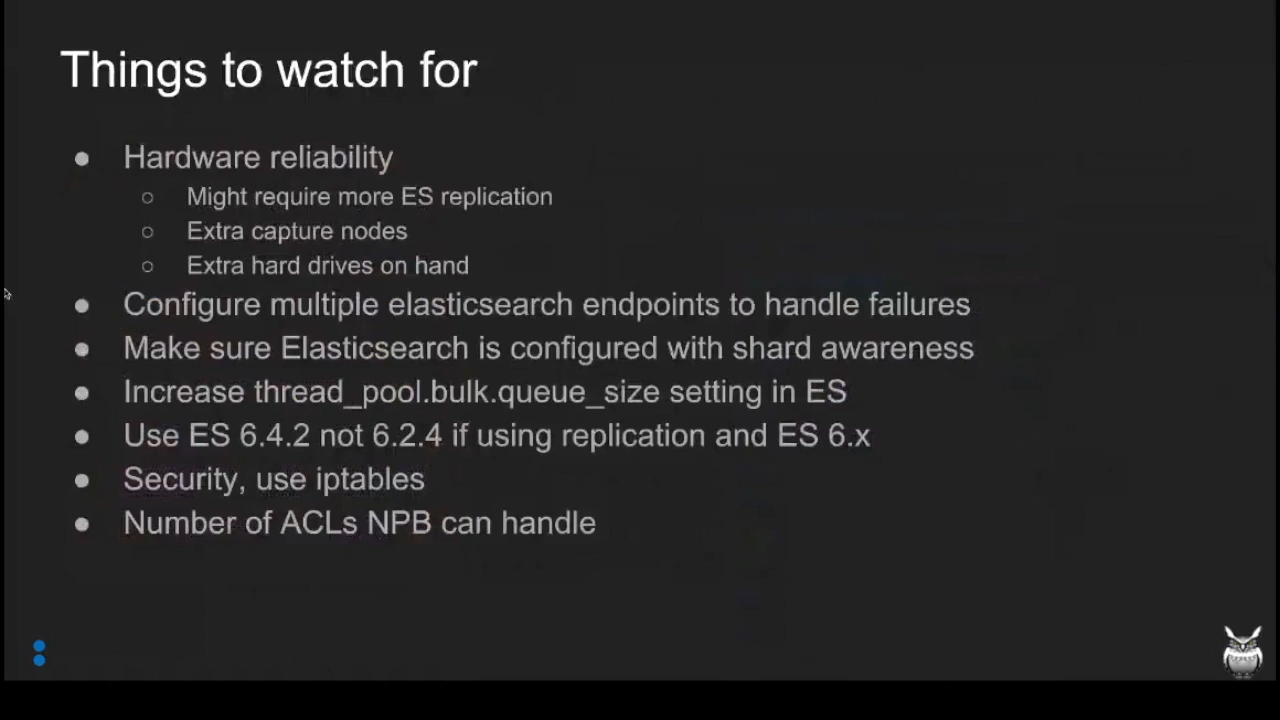 Things to watch for
● Hardware reliability
○ Might require more ES replication
○ Extra capture nodes
○ Extra hard drives on hand
● Configure multiple elasticsearch endpoints to handle failures
● Make sure Elasticsearch is configured with shard awareness
● Increase thread_pool.bulk.queue_size setting in ES
● Use ES 6.4.2 not 6.2.4 if using replication and ES 6.x
● Security, use iptables
● Number of ACLs NPB can handle